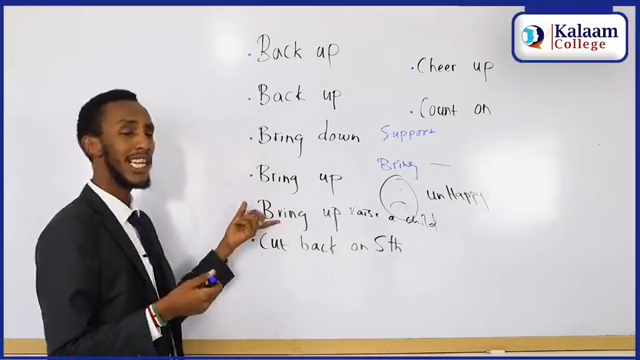 Kalaam
College
• Back up
• Back up
• Bring down Support
• Bring up Bring —
unHappy
• Bring up raise a child
• Cut back on 5th
• Cheer up
• Count on